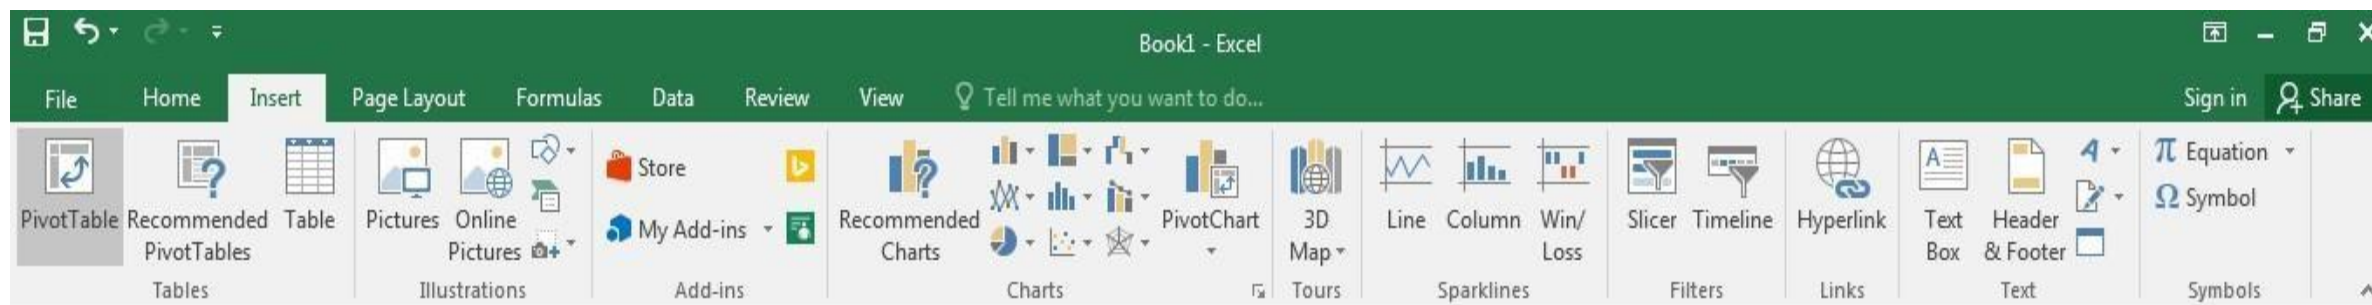 Book1 - Excel
File Home Insert Page Layout Formulas Data Review View Tell me what you want to do... Sign in Share
PivotTable
Recommended
PivotTables
Table
Tables
Pictures
Online
Pictures
Illustrations
Store
My Add-ins
Add-ins
Recommended
Charts
PivotChart
Charts
3D
Map
Tours
Line
Column
Win/
Loss
Sparklines
Slicer
Timeline
Filters
Hyperlink
Links
Text
Box
Header
& Footer
Text
π Equation
Ω Symbol
Symbols